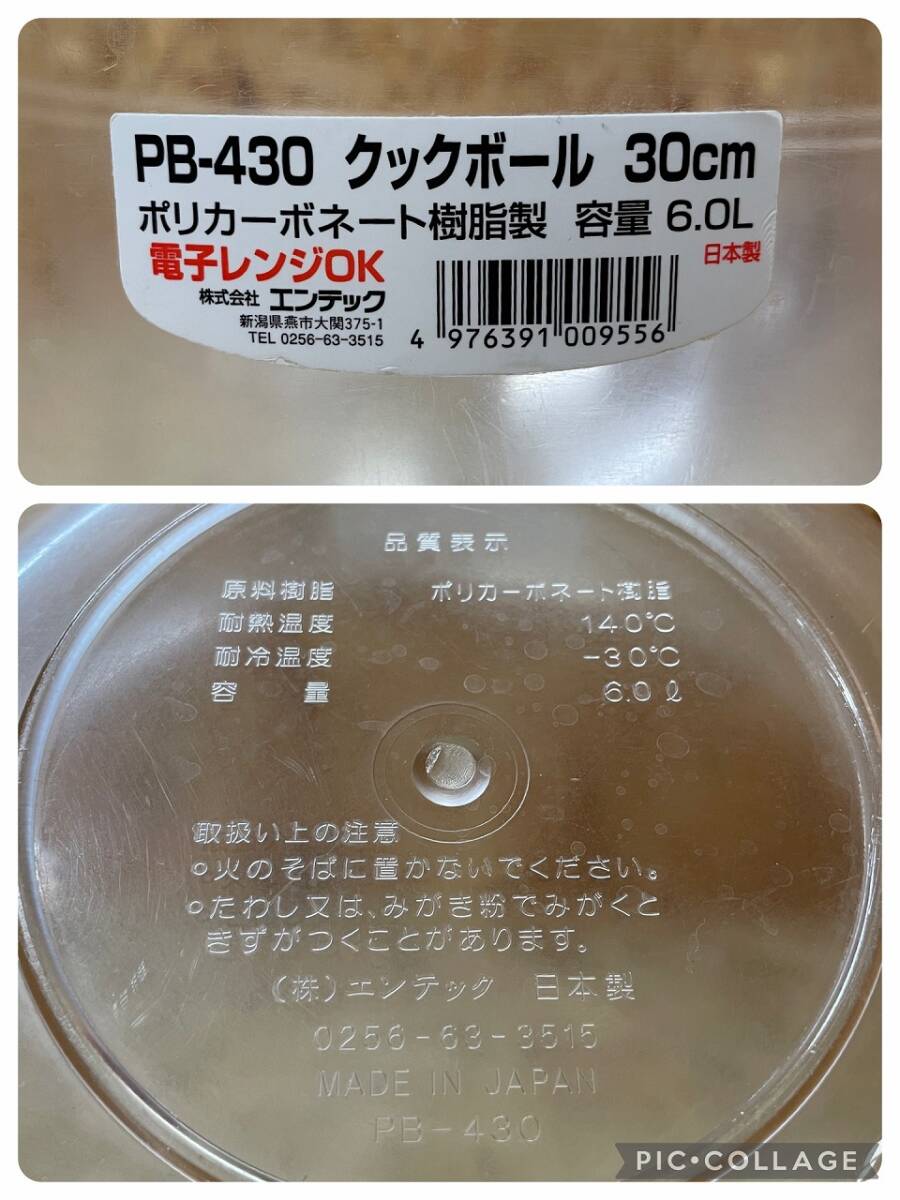 PB-430 クックボール 30cm
ポリカーボネート樹脂製 容量 6.0L
電子レンジOK
日本製
株式会社 エンテック
新潟県燕市大関375-1
TEL 0256-63-3515
4 976391 009556
品質表示
原料樹脂 ポリカーボネート樹脂
耐熱温度 140℃
耐冷温度 -30℃
容量 6.0ℓ
取扱い上の注意
○火のそばに置かないでください。
○たわし又は、みがき粉でみがくと
きずがつくことがあります。
(株)エンテック 日本製
0256-63-3515
MADE IN JAPAN
PB-430
PIC•COLLAGE